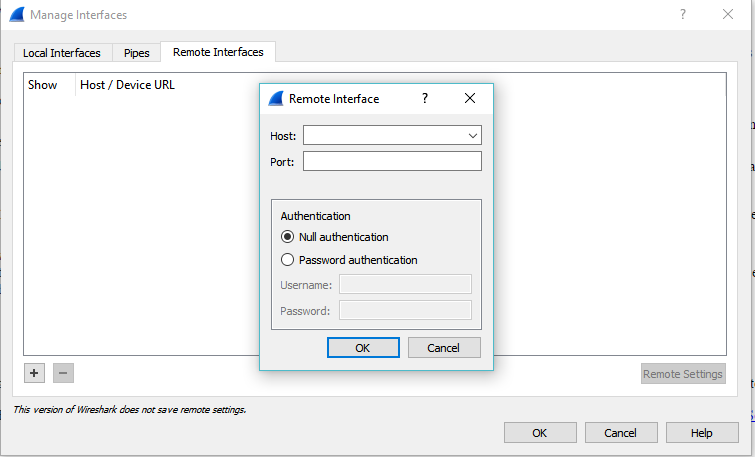 Manage Interfaces
Local Interfaces Pipes Remote Interfaces
Show Host / Device URL
Remote Interface
Host:
Port:
Authentication
Null authentication
Password authentication
Username:
Password:
OK Cancel
+ − Remote Settings
This version of Wireshark does not save remote settings.
OK Cancel Help